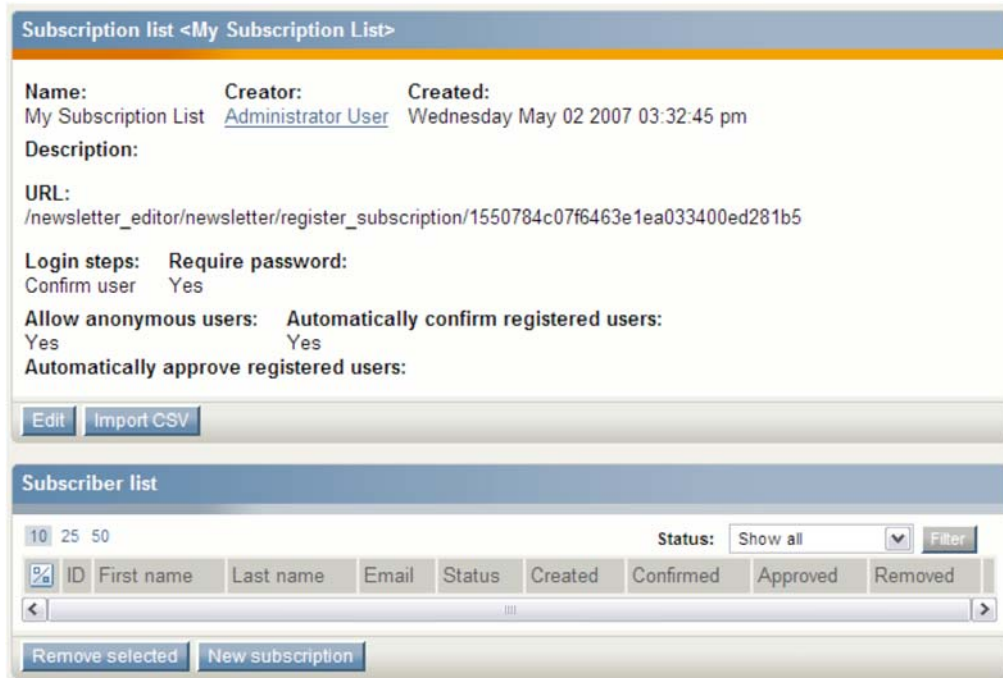 Subscription list <My Subscription List>
Name: Creator: Created:
My Subscription List Administrator User Wednesday May 02 2007 03:32:45 pm
Description:
URL:
/newsletter_editor/newsletter/register_subscription/1550784c07f6463e1ea033400ed281b5
Login steps: Require password:
Confirm user Yes
Allow anonymous users: Automatically confirm registered users:
Yes Yes
Automatically approve registered users:
Edit Import CSV
Subscriber list
10 25 50 Status: Show all Filter
ID First name Last name Email Status Created Confirmed Approved Removed
Remove selected New subscription